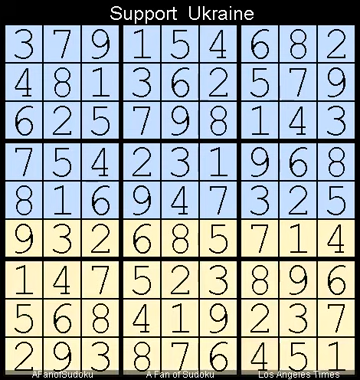 Support Ukraine
3 7 9 1 5 4 6 8 2
4 8 1 3 6 2 5 7 9
6 2 5 7 9 8 1 4 3
7 5 4 2 3 1 9 6 8
8 1 6 9 4 7 3 2 5
9 3 2 6 8 5 7 1 4
1 4 7 5 2 3 8 9 6
5 6 8 4 1 9 2 3 7
2 9 3 8 7 6 4 5 1
AFanofSudoku A Fan of Sudoku Los Angeles Times